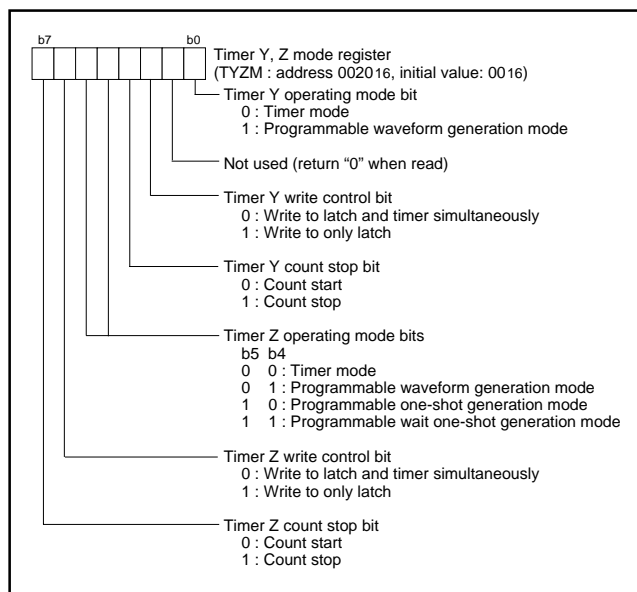 b7 b0
Timer Y, Z mode register
(TYZM : address 002016, initial value: 0016)
Timer Y operating mode bit
0 : Timer mode
1 : Programmable waveform generation mode
Not used (return “0” when read)
Timer Y write control bit
0 : Write to latch and timer simultaneously
1 : Write to only latch
Timer Y count stop bit
0 : Count start
1 : Count stop
Timer Z operating mode bits
b5 b4
0 0 : Timer mode
0 1 : Programmable waveform generation mode
1 0 : Programmable one-shot generation mode
1 1 : Programmable wait one-shot generation mode
Timer Z write control bit
0 : Write to latch and timer simultaneously
1 : Write to only latch
Timer Z count stop bit
0 : Count start
1 : Count stop